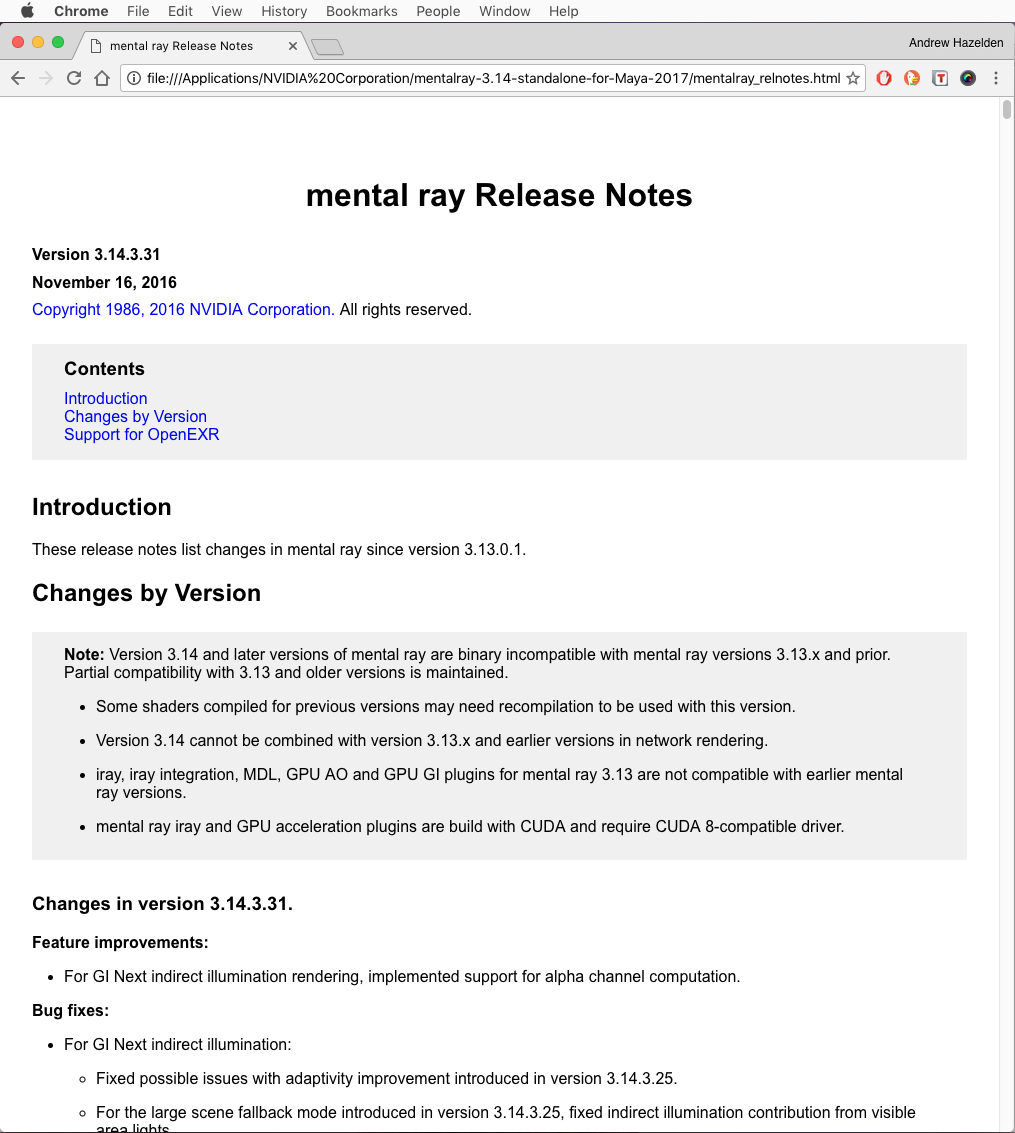 Chrome File Edit View History Bookmarks People Window Help
mental ray Release Notes
Andrew Hazelden
file:///Applications/NVIDIA%20Corporation/mentalray-3.14-standalone-for-Maya-2017/mentalray_relnotes.html
T
mental ray Release Notes
Version 3.14.3.31
November 16, 2016
Copyright 1986, 2016 NVIDIA Corporation. All rights reserved.
Contents
Introduction
Changes by Version
Support for OpenEXR
Introduction
These release notes list changes in mental ray since version 3.13.0.1.
Changes by Version
Note: Version 3.14 and later versions of mental ray are binary incompatible with mental ray versions 3.13.x and prior.
Partial compatibility with 3.13 and older versions is maintained.
• Some shaders compiled for previous versions may need recompilation to be used with this version.
• Version 3.14 cannot be combined with version 3.13.x and earlier versions in network rendering.
• iray, iray integration, MDL, GPU AO and GPU GI plugins for mental ray 3.13 are not compatible with earlier mental
ray versions.
• mental ray iray and GPU acceleration plugins are build with CUDA and require CUDA 8-compatible driver.
Changes in version 3.14.3.31.
Feature improvements:
• For GI Next indirect illumination rendering, implemented support for alpha channel computation.
Bug fixes:
• For GI Next indirect illumination:
◦ Fixed possible issues with adaptivity improvement introduced in version 3.14.3.25.
◦ For the large scene fallback mode introduced in version 3.14.3.25, fixed indirect illumination contribution from visible
area lights.